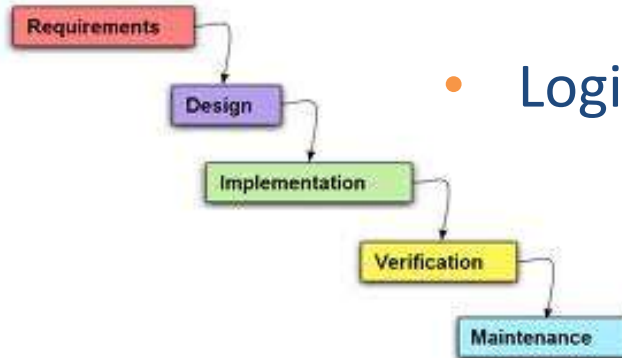 Requirements
Design
• Logi
Implementation
Verification
Maintenance